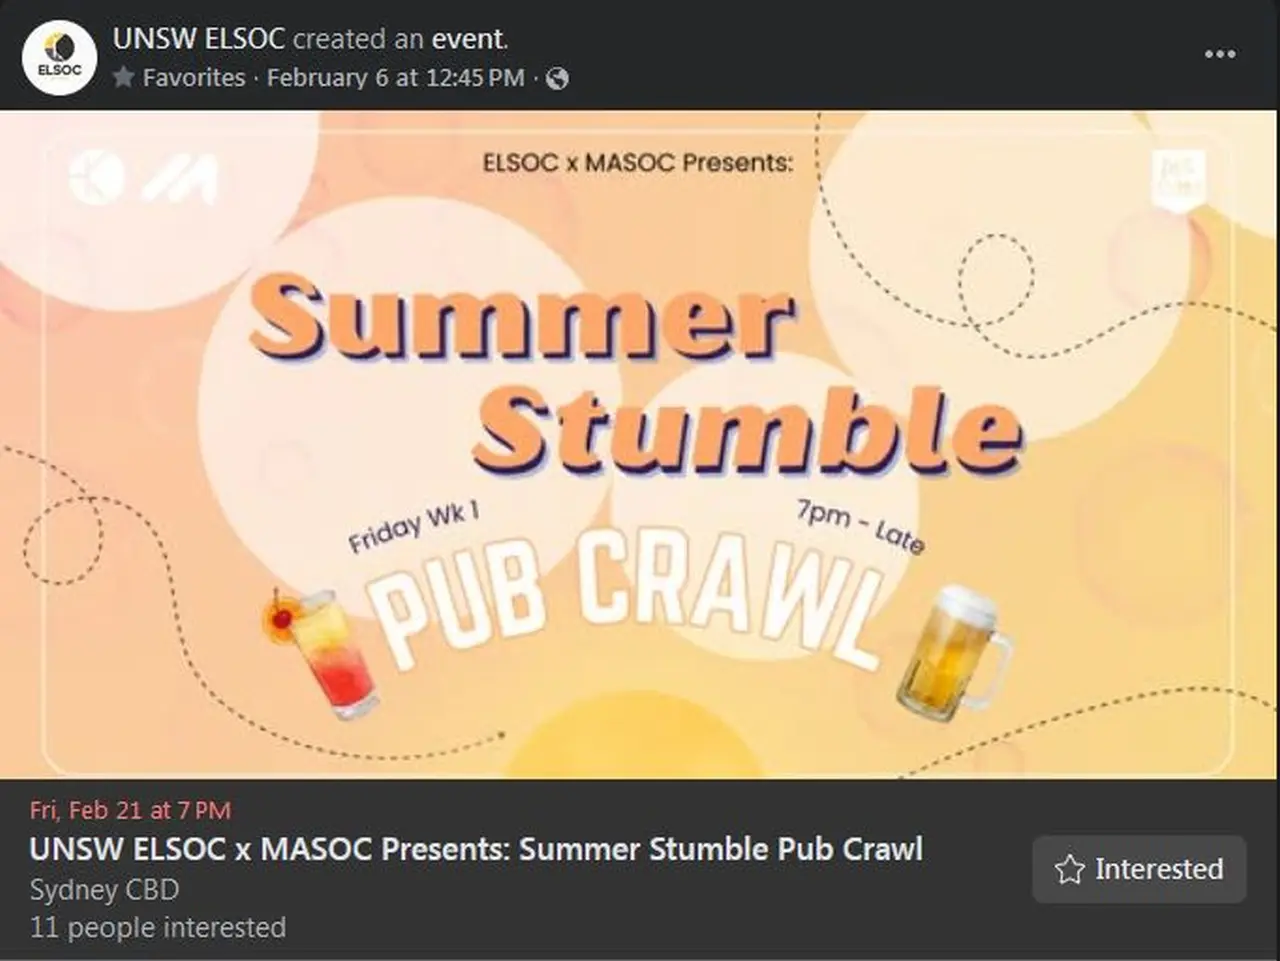 UNSW ELSOC created an event.
ELSOC
Favorites · February 6 at 12:45 PM ·
ELSOC x MASOC Presents:
Summer
Stumble
Friday Wk 1
7pm - Late
PUB CRAWL
Fri, Feb 21 at 7 PM
UNSW ELSOC x MASOC Presents: Summer Stumble Pub Crawl
Sydney CBD
11 people interested
Interested